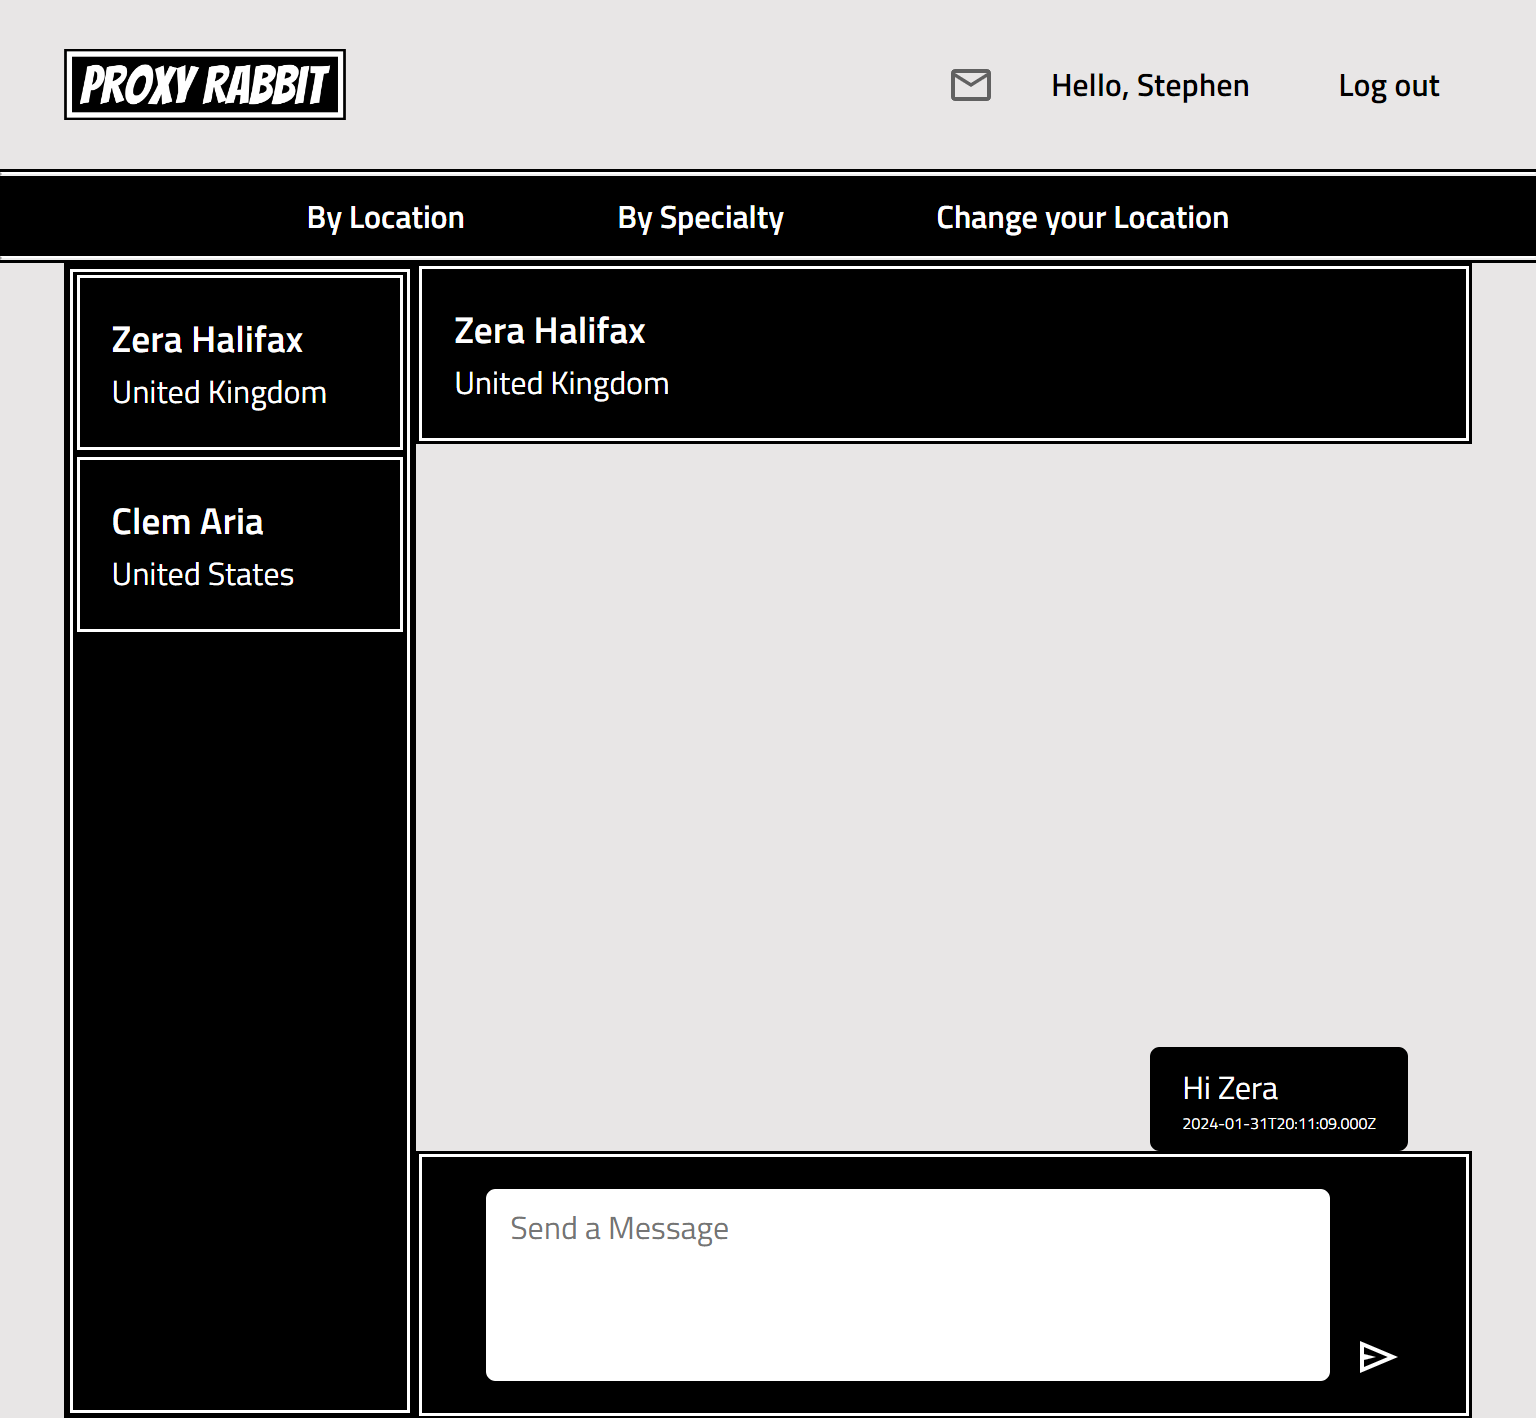 PROXY RABBIT
Hello, Stephen
Log out
By Location
By Specialty
Change your Location
Zera Halifax
United Kingdom
Clem Aria
United States
Zera Halifax
United Kingdom
Hi Zera
2024-01-31T20:11:09.000Z
Send a Message